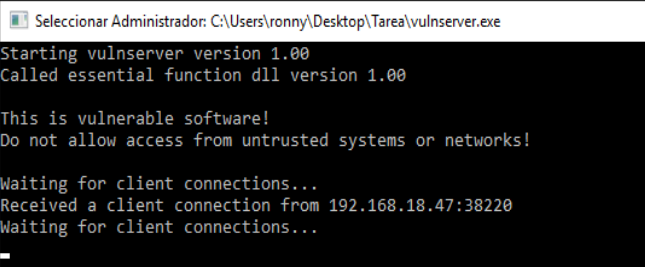 Seleccionar Administrador: C:\Users\ronny\Desktop\Tarea\vulnserver.exe
Starting vulnserver version 1.00
Called essential function dll version 1.00
This is vulnerable software!
Do not allow access from untrusted systems or networks!
Waiting for client connections...
Received a client connection from 192.168.18.47:38220
Waiting for client connections...